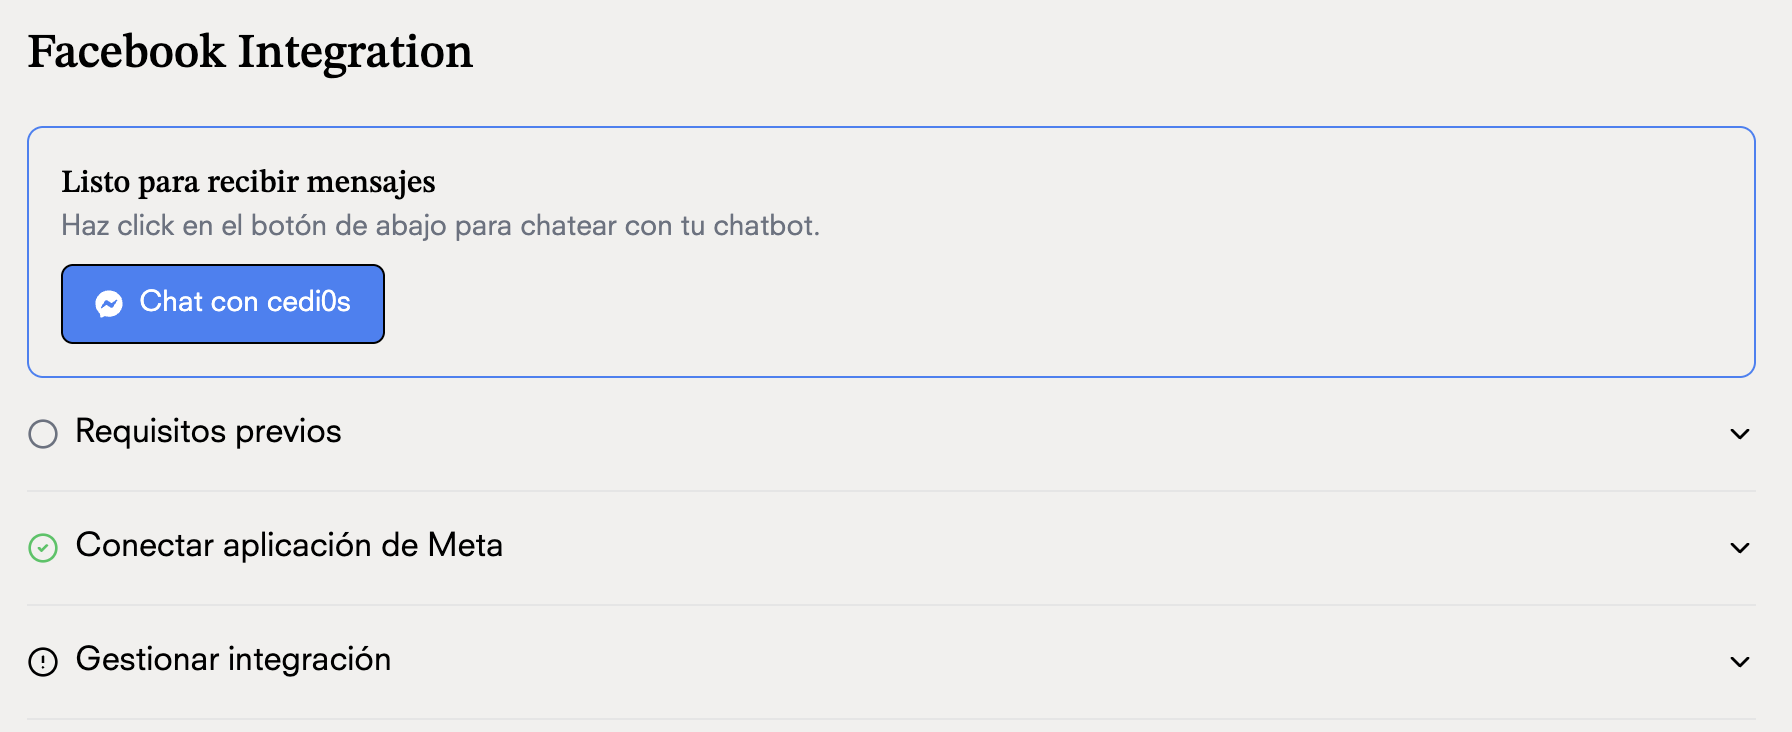 Facebook Integration
Listo para recibir mensajes
Haz click en el botón de abajo para chatear con tu chatbot.
Chat con cedi0s
Requisitos previos
Conectar aplicación de Meta
Gestionar integración